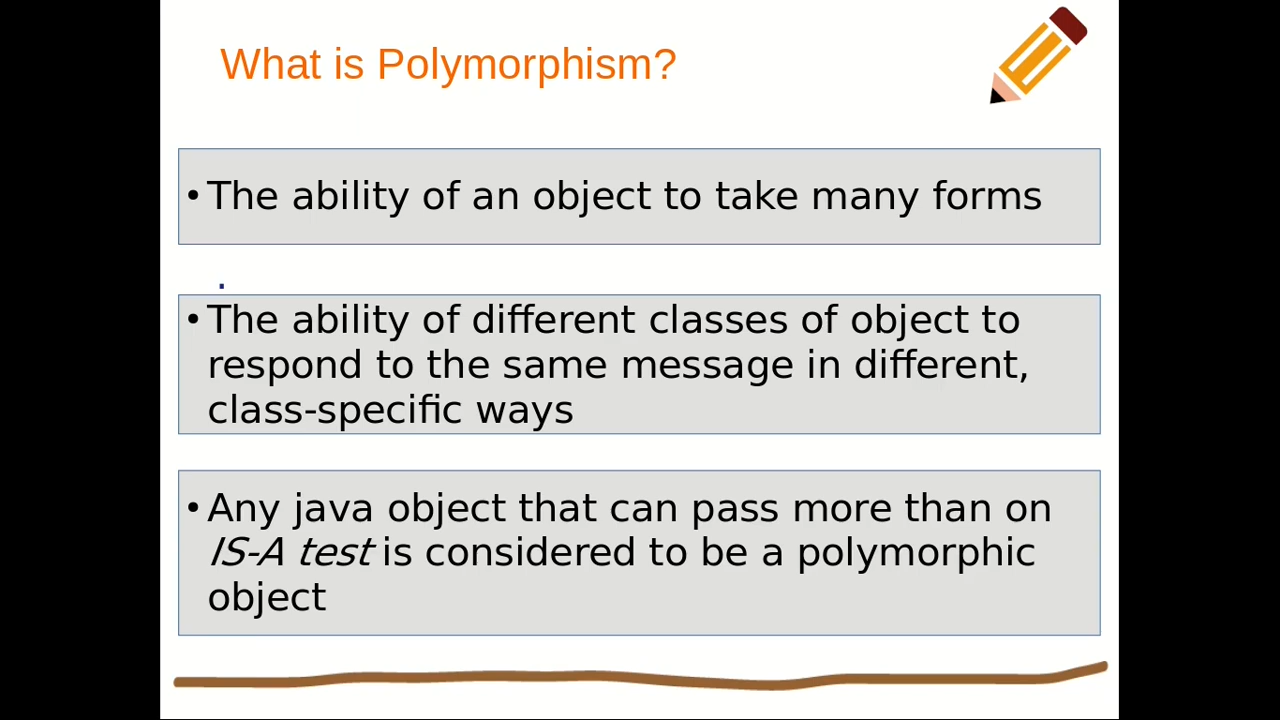 What is Polymorphism?
• The ability of an object to take many forms
.
• The ability of different classes of object to
respond to the same message in different,
class-specific ways
• Any java object that can pass more than on
IS-A test is considered to be a polymorphic
object